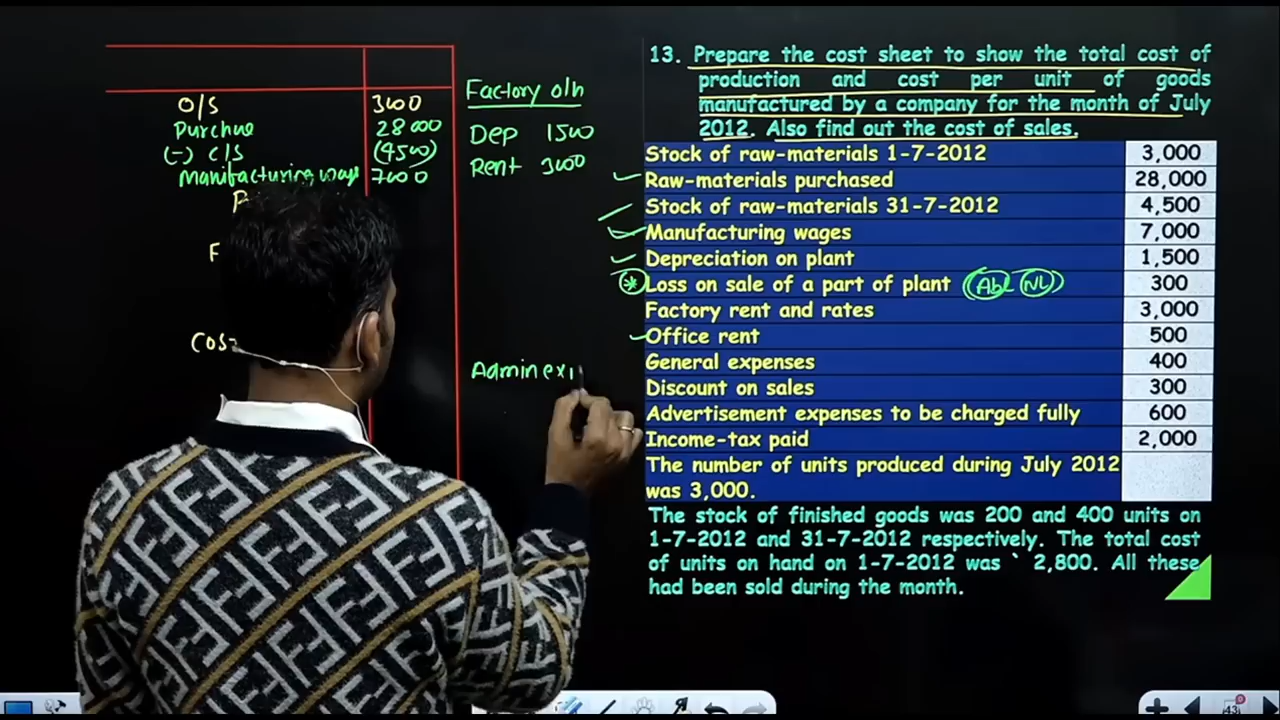 O/S 3000
Purchase 28000
(-) C/S (4500)
Manufacturing wages 7000
Factory o/h
Dep 1500
Rent 3000
Admin exp
13. Prepare the cost sheet to show the total cost of
production and cost per unit of goods
manufactured by a company for the month of July
2012. Also find out the cost of sales.
Stock of raw-materials 1-7-2012 3,000
Raw-materials purchased 28,000
Stock of raw-materials 31-7-2012 4,500
Manufacturing wages 7,000
Depreciation on plant 1,500
* Loss on sale of a part of plant (Ab NL) 300
Factory rent and rates 3,000
Office rent 500
General expenses 400
Discount on sales 300
Advertisement expenses to be charged fully 600
Income-tax paid 2,000
The number of units produced during July 2012
was 3,000.
The stock of finished goods was 200 and 400 units on
1-7-2012 and 31-7-2012 respectively. The total cost
of units on hand on 1-7-2012 was ` 2,800. All these
had been sold during the month.
43